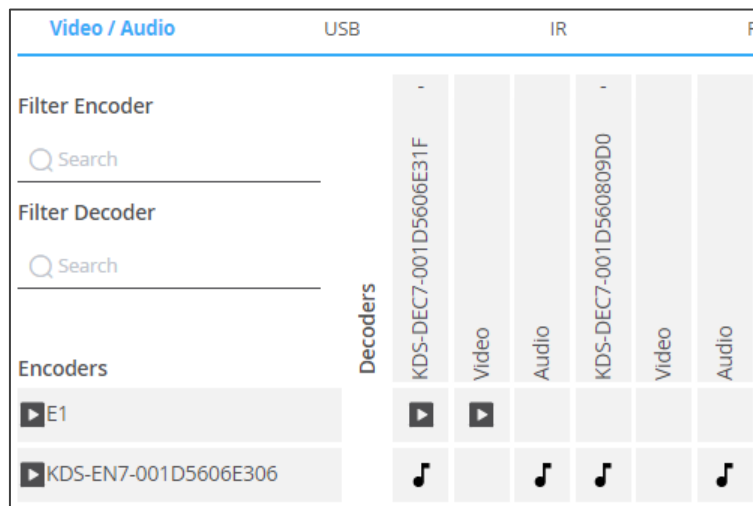 Video / Audio
USB
IR
Filter Encoder
Search
Filter Decoder
Search
Encoders
Decoders
- KDS-DEC7-001D5606E31F
Video
Audio
- KDS-DEC7-001D560809D0
Video
Audio
E1
KDS-EN7-001D5606E306